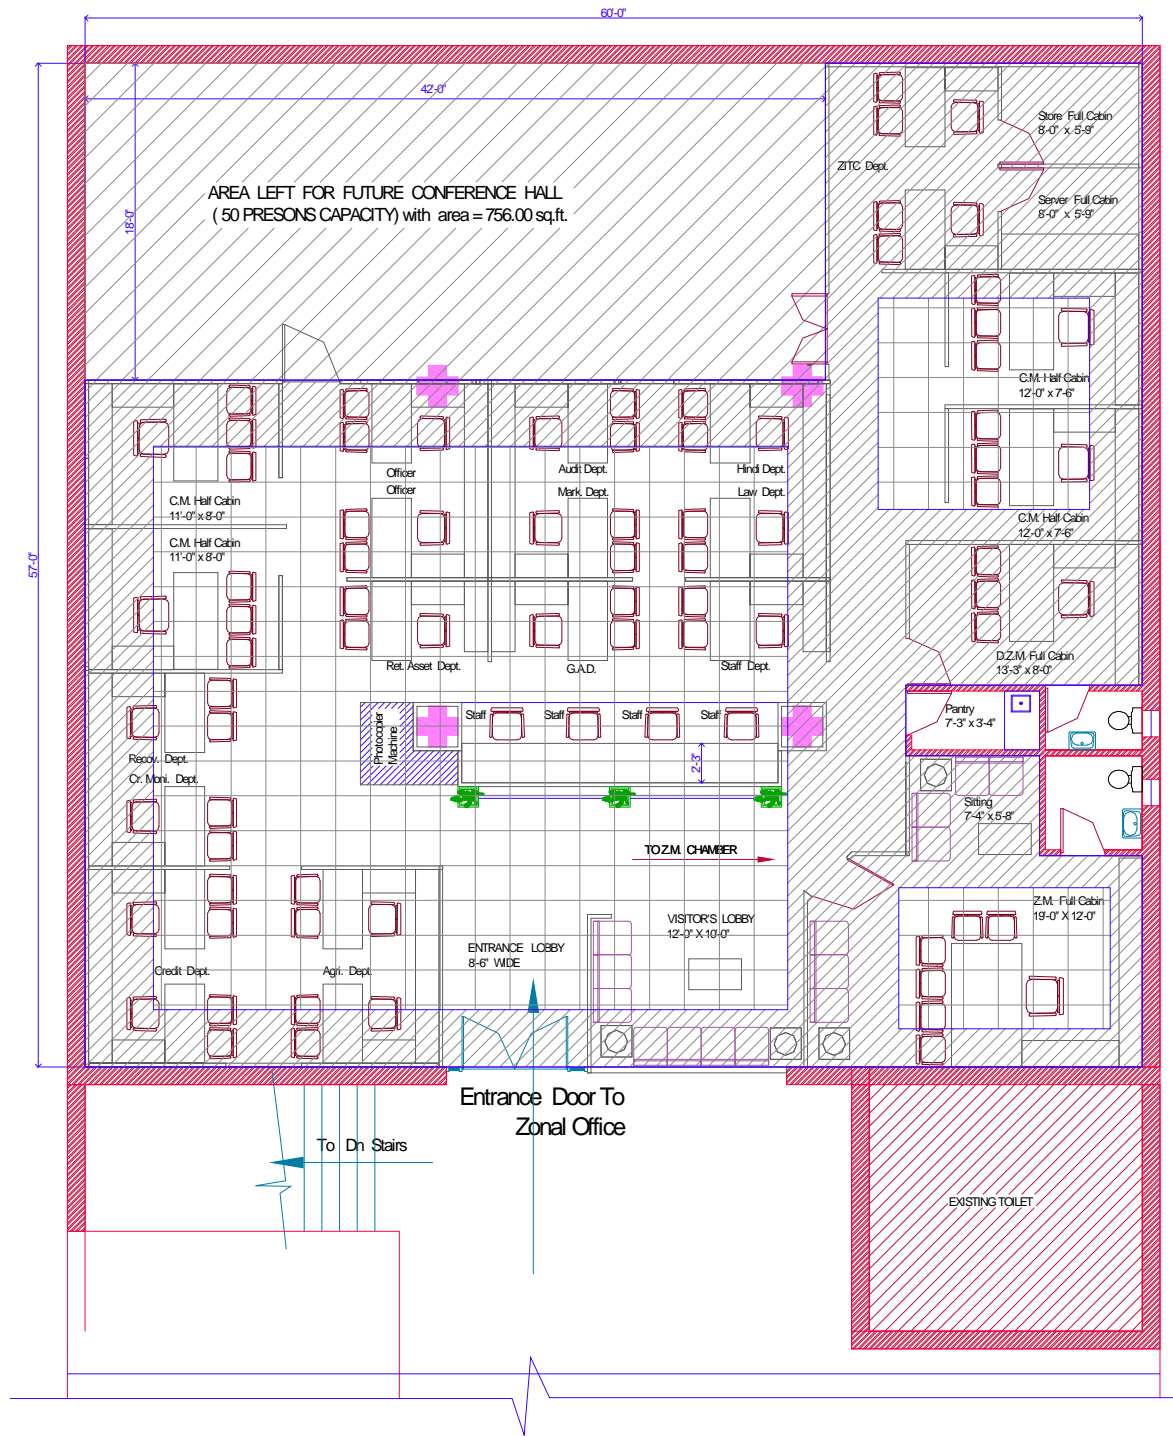 60'-0"
42'-0"
18'-0"
57'-0"
AREA LEFT FOR FUTURE CONFERENCE HALL
( 50 PRESONS CAPACITY) with area = 756.00 sq.ft.
Store Full Cabin
8'-0" x 5'-9"
ZITC Dept.
Server Full Cabin
8'-0" x 5'-9"
C.M. Half Cabin
12'-0" x 7'-6"
C.M. Half Cabin
12'-0" x 7'-6"
D.Z.M. Full Cabin
13'-3" x 8'-0"
C.M. Half Cabin
11'-0" x 8'-0"
C.M. Half Cabin
11'-0" x 8'-0"
Officer
Officer
Audit Dept.
Mark. Dept.
Hindi Dept.
Law Dept.
Ret. Asset Dept.
G.A.D.
Staff Dept.
Pantry
7'-3" x 3'-4"
Staff
Staff
Staff
Staff
Photocopier
Machine
2'-3"
Recov. Dept.
Cr. Moni. Dept.
Sitting
7'-4" x 5'-8"
TO Z.M. CHAMBER
Z.M. Full Cabin
19'-0" X 12'-0"
VISITOR'S LOBBY
12'-0" X 10'-0"
ENTRANCE LOBBY
8'-6" WIDE
Credit Dept.
Agri. Dept.
Entrance Door To
Zonal Office
To Dn Stairs
EXISTING TOILET